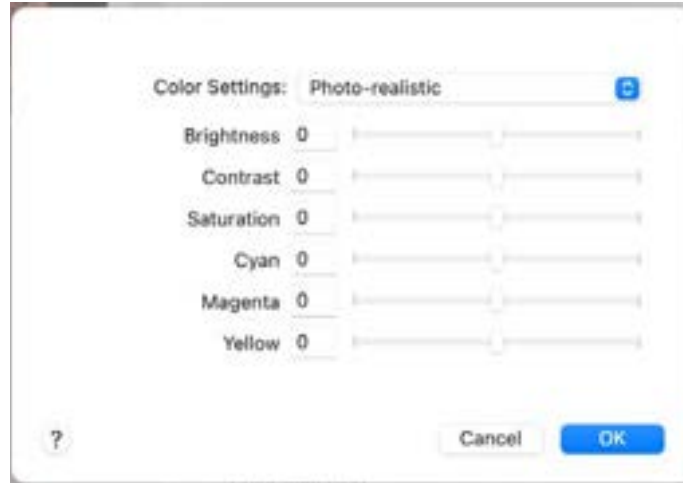 Color Settings: Photo-realistic
Brightness 0
Contrast 0
Saturation 0
Cyan 0
Magenta 0
Yellow 0
? Cancel OK